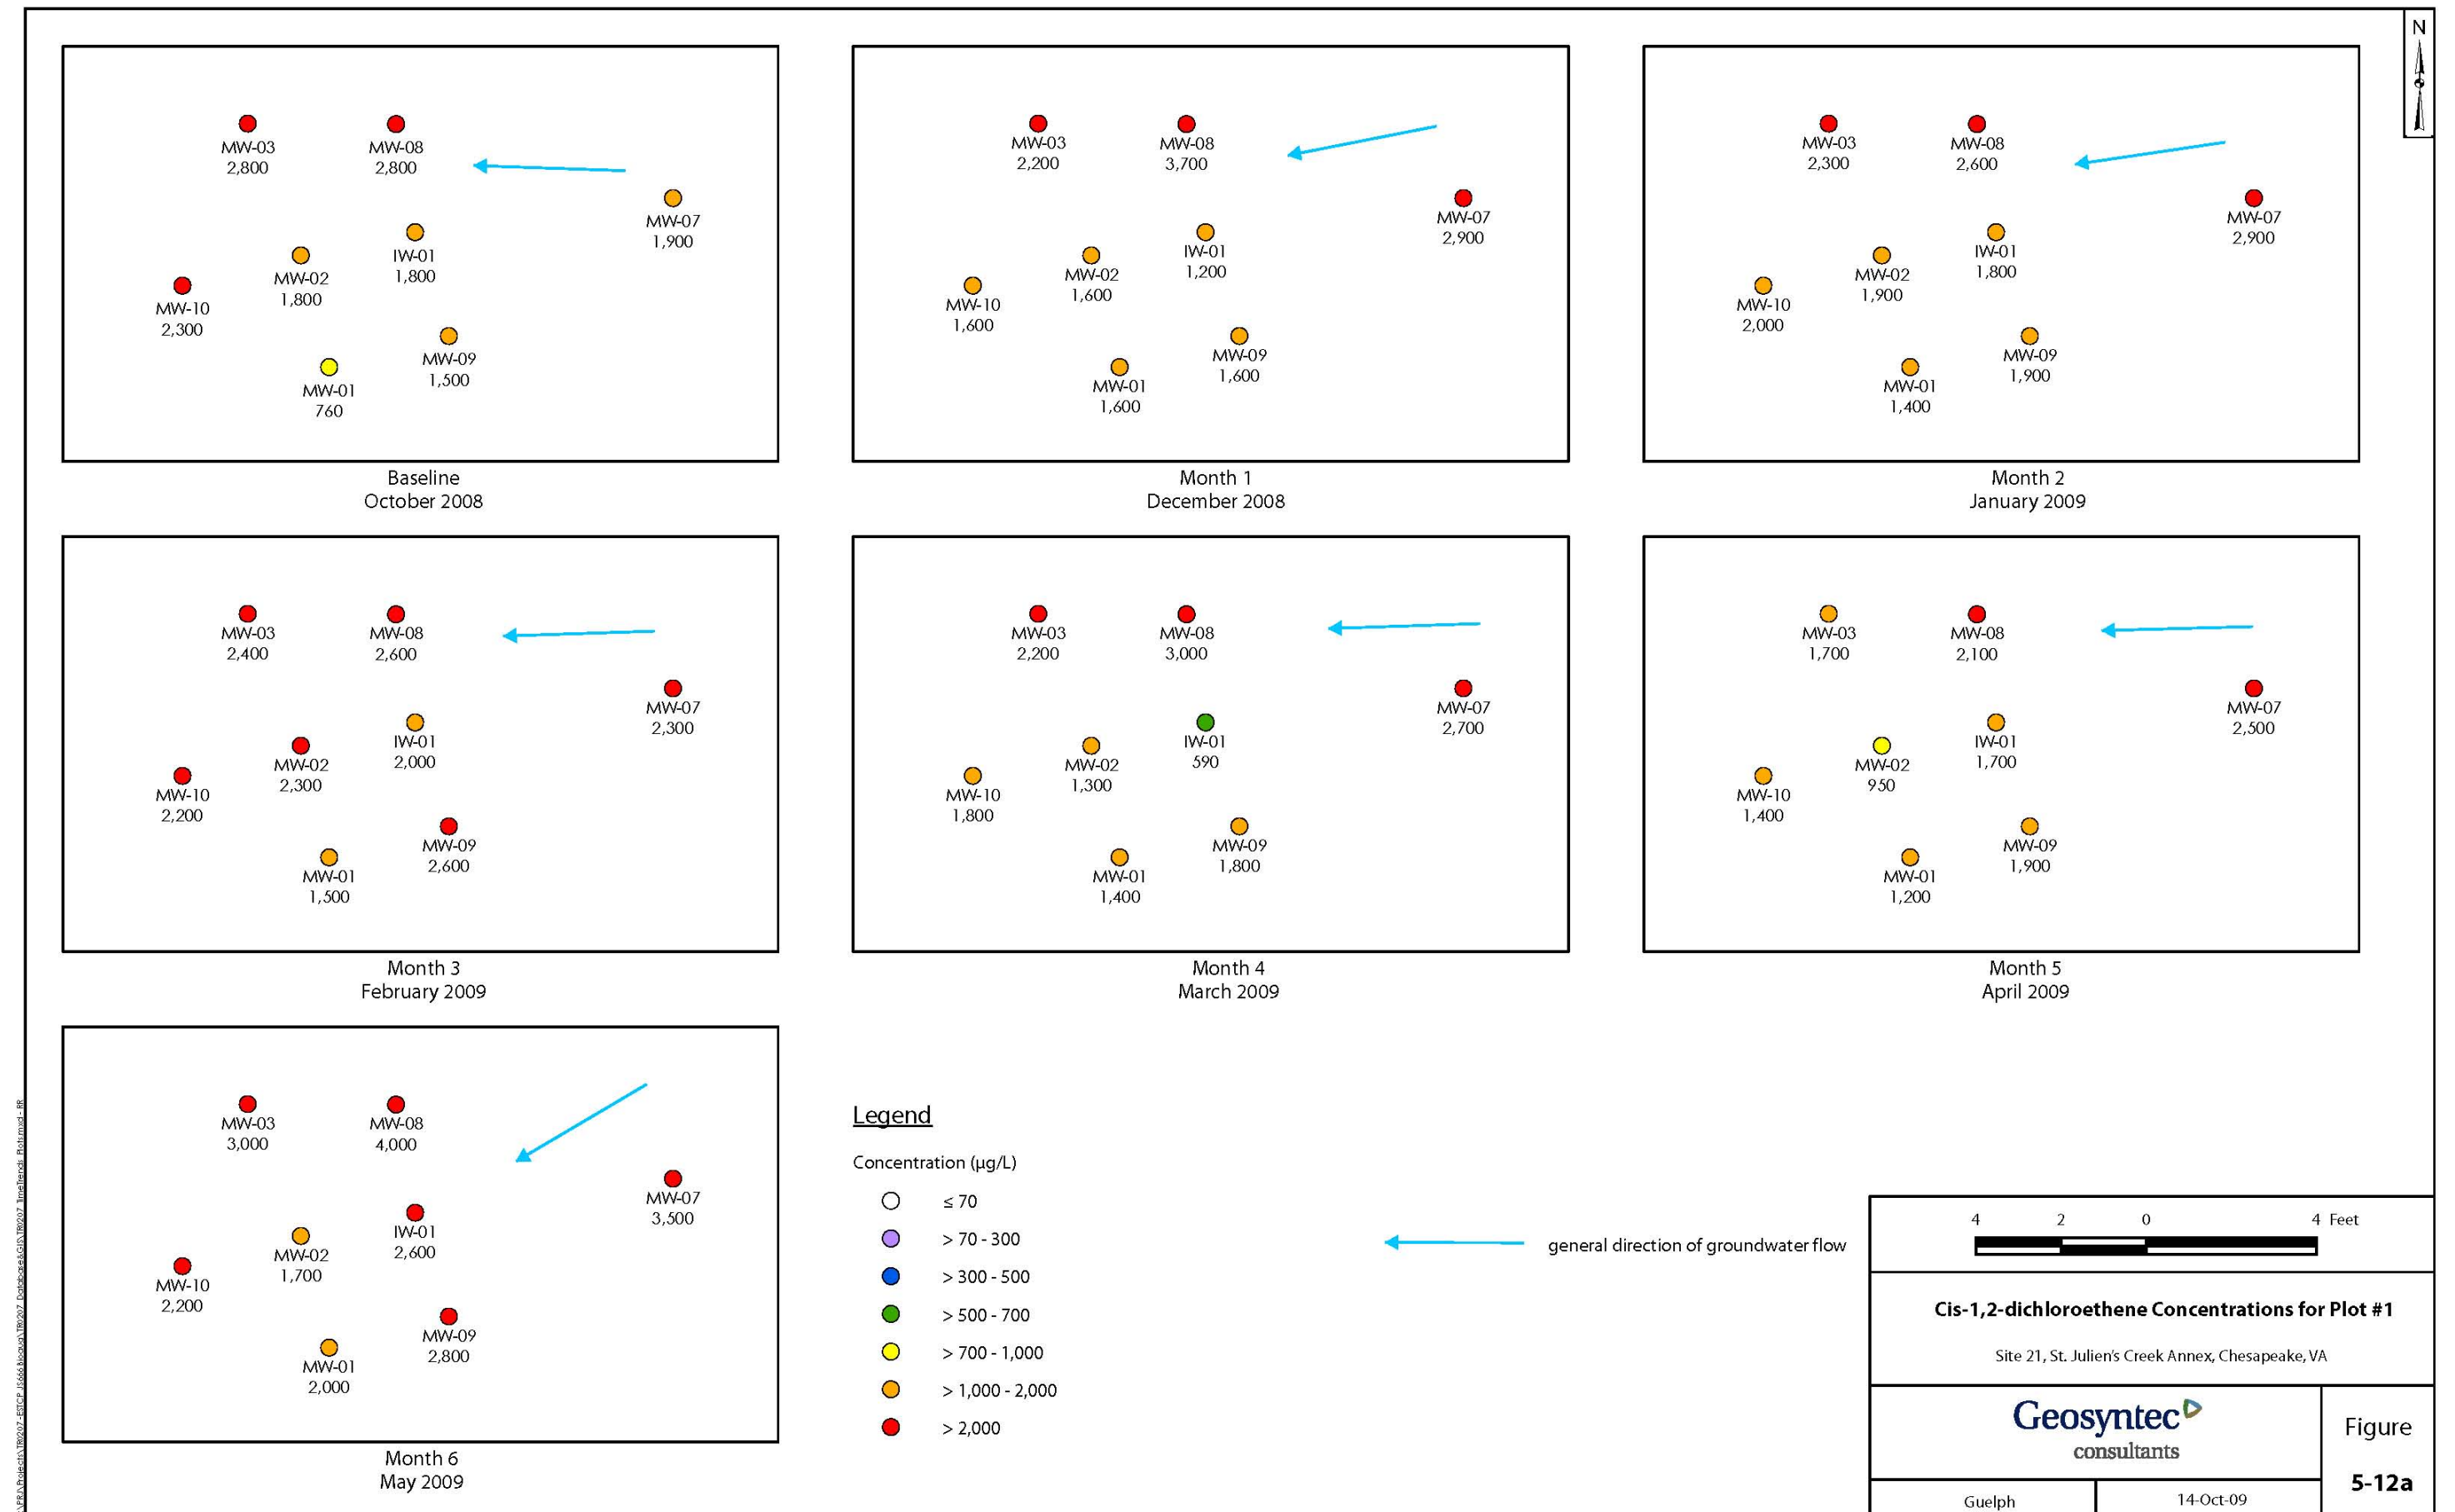 N
MW-03
2,800
MW-08
2,800
MW-07
1,900
IW-01
1,800
MW-02
1,800
MW-10
2,300
MW-09
1,500
MW-01
760
Baseline
October 2008
MW-03
2,200
MW-08
3,700
MW-07
2,900
IW-01
1,200
MW-02
1,600
MW-10
1,600
MW-09
1,600
MW-01
1,600
Month 1
December 2008
MW-03
2,300
MW-08
2,600
MW-07
2,900
IW-01
1,800
MW-02
1,900
MW-10
2,000
MW-09
1,900
MW-01
1,400
Month 2
January 2009
MW-03
2,400
MW-08
2,600
MW-07
2,300
IW-01
2,000
MW-02
2,300
MW-10
2,200
MW-09
2,600
MW-01
1,500
Month 3
February 2009
MW-03
2,200
MW-08
3,000
MW-07
2,700
IW-01
590
MW-02
1,300
MW-10
1,800
MW-09
1,800
MW-01
1,400
Month 4
March 2009
MW-03
1,700
MW-08
2,100
MW-07
2,500
IW-01
1,700
MW-02
950
MW-10
1,400
MW-09
1,900
MW-01
1,200
Month 5
April 2009
MW-03
3,000
MW-08
4,000
MW-07
3,500
IW-01
2,600
MW-02
1,700
MW-10
2,200
MW-09
2,800
MW-01
2,000
Month 6
May 2009
Legend
Concentration (µg/L)
≤ 70
> 70 - 300
> 300 - 500
> 500 - 700
> 700 - 1,000
> 1,000 - 2,000
> 2,000
general direction of groundwater flow
4 2 0 4 Feet
Cis-1,2-dichloroethene Concentrations for Plot #1
Site 21, St. Julien's Creek Annex, Chesapeake, VA
Geosyntec
consultants
Figure
5-12a
Guelph
14-Oct-09